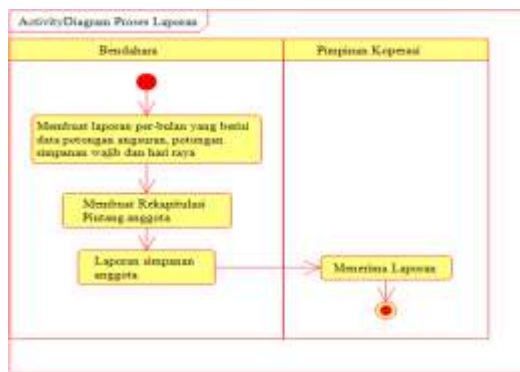 ActivityDiagram Proses Laporan
Bendahara
Pimpinan Koperasi
Membuat laporan per-bulan yang berisi
data potongan angsuran, potongan
simpanan wajib dan hari raya
Membuat Rekapitulasi
Piutang anggota
Laporan simpanan
anggota
Menerima Laporan